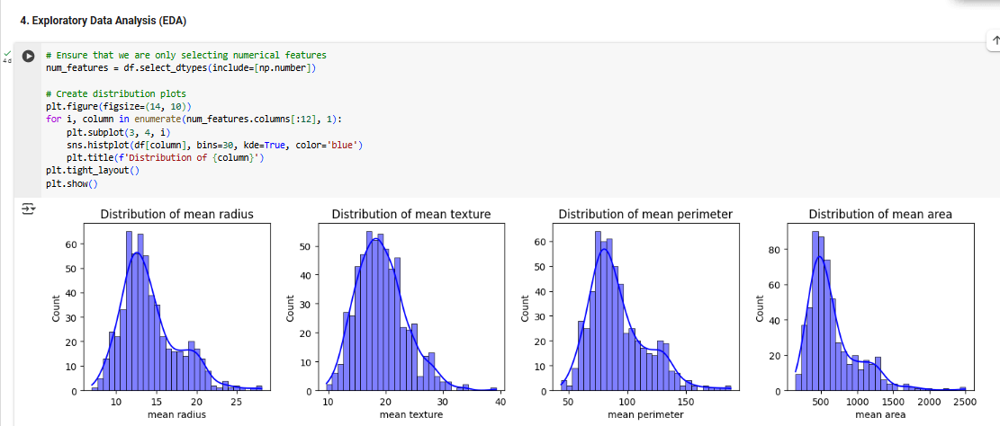 4. Exploratory Data Analysis (EDA)
# Ensure that we are only selecting numerical features
num_features = df.select_dtypes(include=[np.number])
# Create distribution plots
plt.figure(figsize=(14, 10))
for i, column in enumerate(num_features.columns[:12], 1):
    plt.subplot(3, 4, i)
    sns.histplot(df[column], bins=30, kde=True, color='blue')
    plt.title(f'Distribution of {column}')
plt.tight_layout()
plt.show()
4 d
Distribution of mean radius
Count
60
50
40
30
20
10
0
10 15 20 25
mean radius
Distribution of mean texture
Count
50
40
30
20
10
0
10 20 30 40
mean texture
Distribution of mean perimeter
Count
60
50
40
30
20
10
0
50 100 150
mean perimeter
Distribution of mean area
Count
80
60
40
20
0
500 1000 1500 2000 2500
mean area